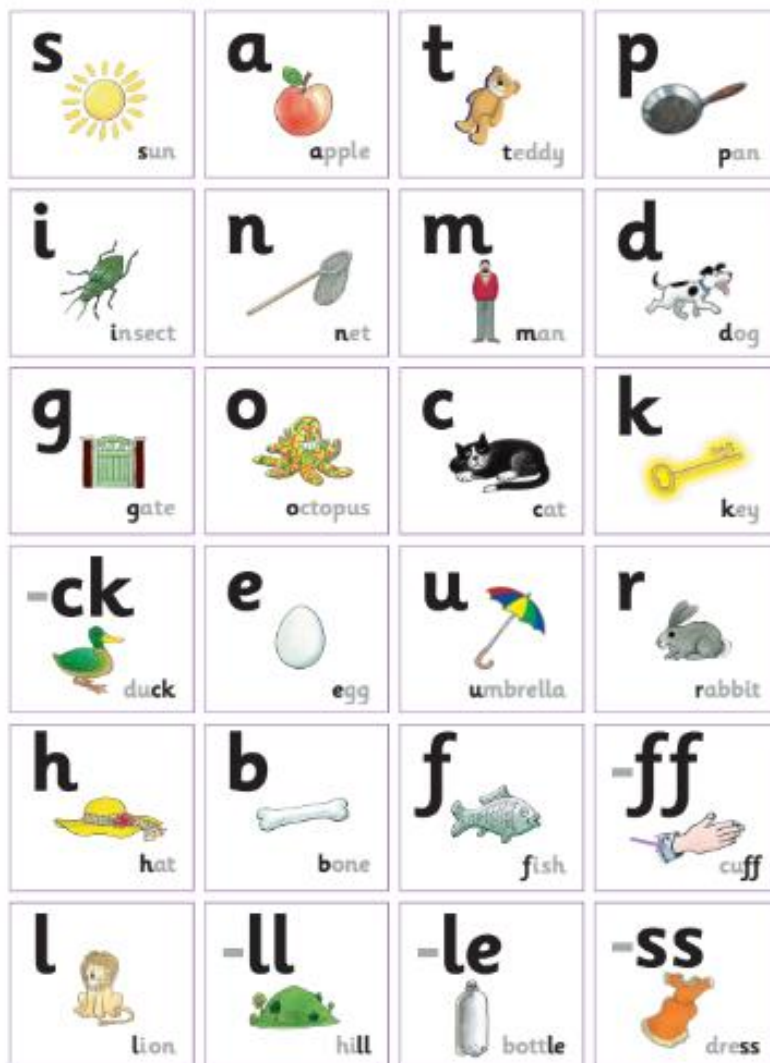 s a t p
sun apple teddy pan
i n m d
insect net man dog
g o c k
gate octopus cat key
-ck e u r
duck egg umbrella rabbit
h b f -ff
hat bone fish cuff
l -ll -le -ss
lion hill bottle dress